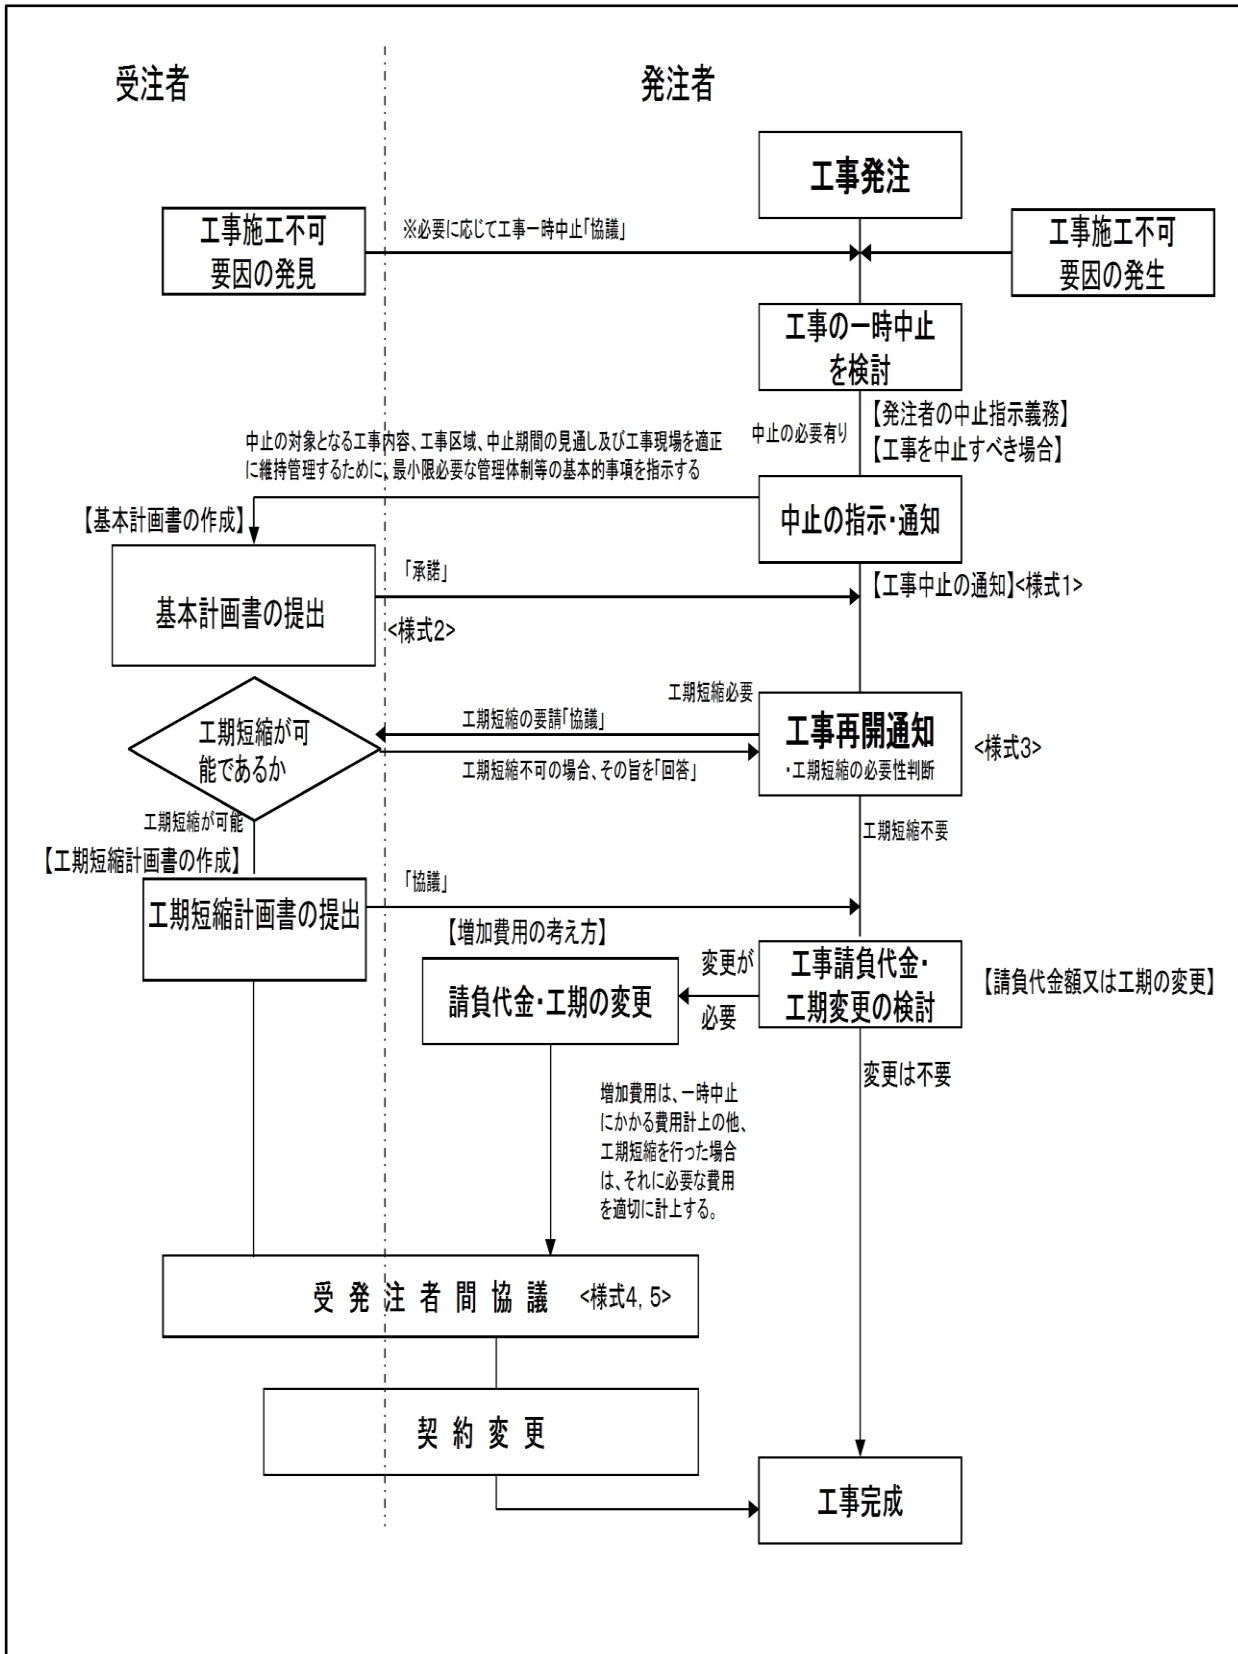 受注者
発注者
工事発注
工事施工不可
要因の発見
※必要に応じて工事一時中止「協議」
工事施工不可
要因の発生
工事の一時中止
を検討
中止の必要有り
【発注者の中止指示義務】
【工事を中止すべき場合】
中止の対象となる工事内容、工事区域、中止期間の見通し及び工事現場を適正
に維持管理するために、最小限必要な管理体制等の基本的事項を指示する
中止の指示・通知
【基本計画書の作成】
基本計画書の提出
「承諾」
<様式2>
【工事中止の通知】<様式1>
工期短縮必要
工期短縮の要請「協議」
工事再開通知
・工期短縮の必要性判断
<様式3>
工期短縮が可
能であるか
工期短縮不可の場合、その旨を「回答」
工期短縮が可能
工期短縮不要
【工期短縮計画書の作成】
工期短縮計画書の提出
「協議」
【増加費用の考え方】
請負代金・工期の変更
変更が
必要
工事請負代金・
工期変更の検討
【請負代金額又は工期の変更】
変更は不要
増加費用は、一時中止
にかかる費用計上の他、
工期短縮を行った場合
は、それに必要な費用
を適切に計上する。
受発注者間協議 <様式4, 5>
契約変更
工事完成